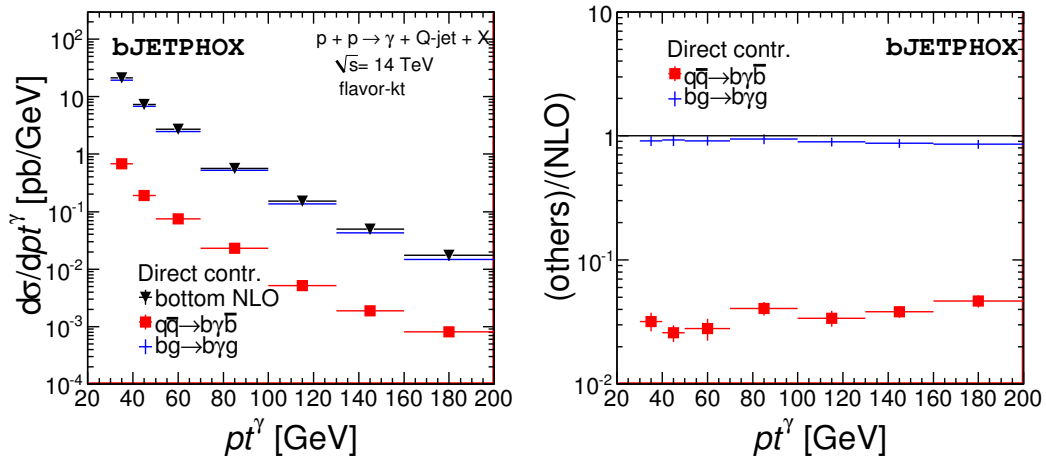 bJETPHOX
p + p → γ + Q-jet + X
√s= 14 TeV
flavor-kt
dσ/dpt^γ [pb/GeV]
10²
10
1
10⁻¹
10⁻²
10⁻³
10⁻⁴
Direct contr.
bottom NLO
qq̅→bγb̅
bg→bγg
20 40 60 80 100 120 140 160 180 200
pt^γ [GeV]
bJETPHOX
Direct contr.
qq̅→bγb̅
bg→bγg
(others)/(NLO)
10
1
10⁻¹
10⁻²
20 40 60 80 100 120 140 160 180 200
pt^γ [GeV]